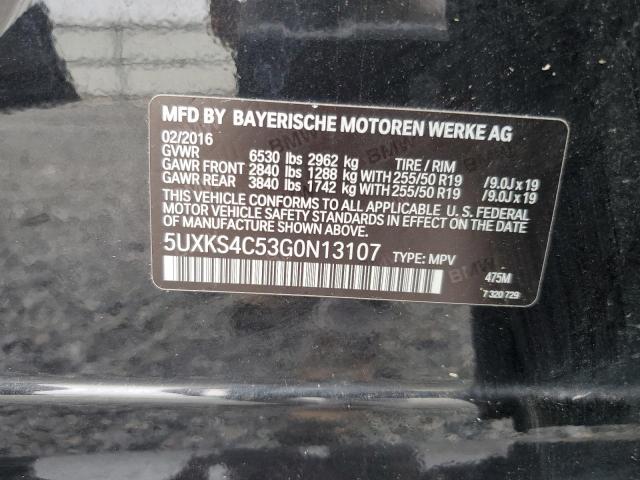 MFD BY BAYERISCHE MOTOREN WERKE AG
02/2016
GVWR 6530 lbs 2962 kg TIRE / RIM
GAWR FRONT 2840 lbs 1288 kg WITH 255/50 R19 /9.0J x 19
GAWR REAR 3840 lbs 1742 kg WITH 255/50 R19 /9.0J x 19
THIS VEHICLE CONFORMS TO ALL APPLICABLE U.S. FEDERAL
MOTOR VEHICLE SAFETY STANDARDS IN EFFECT ON THE DATE
OF MANUFACTURE SHOWN ABOVE.
5UXKS4C53G0N13107 TYPE: MPV
475M
7 320 729